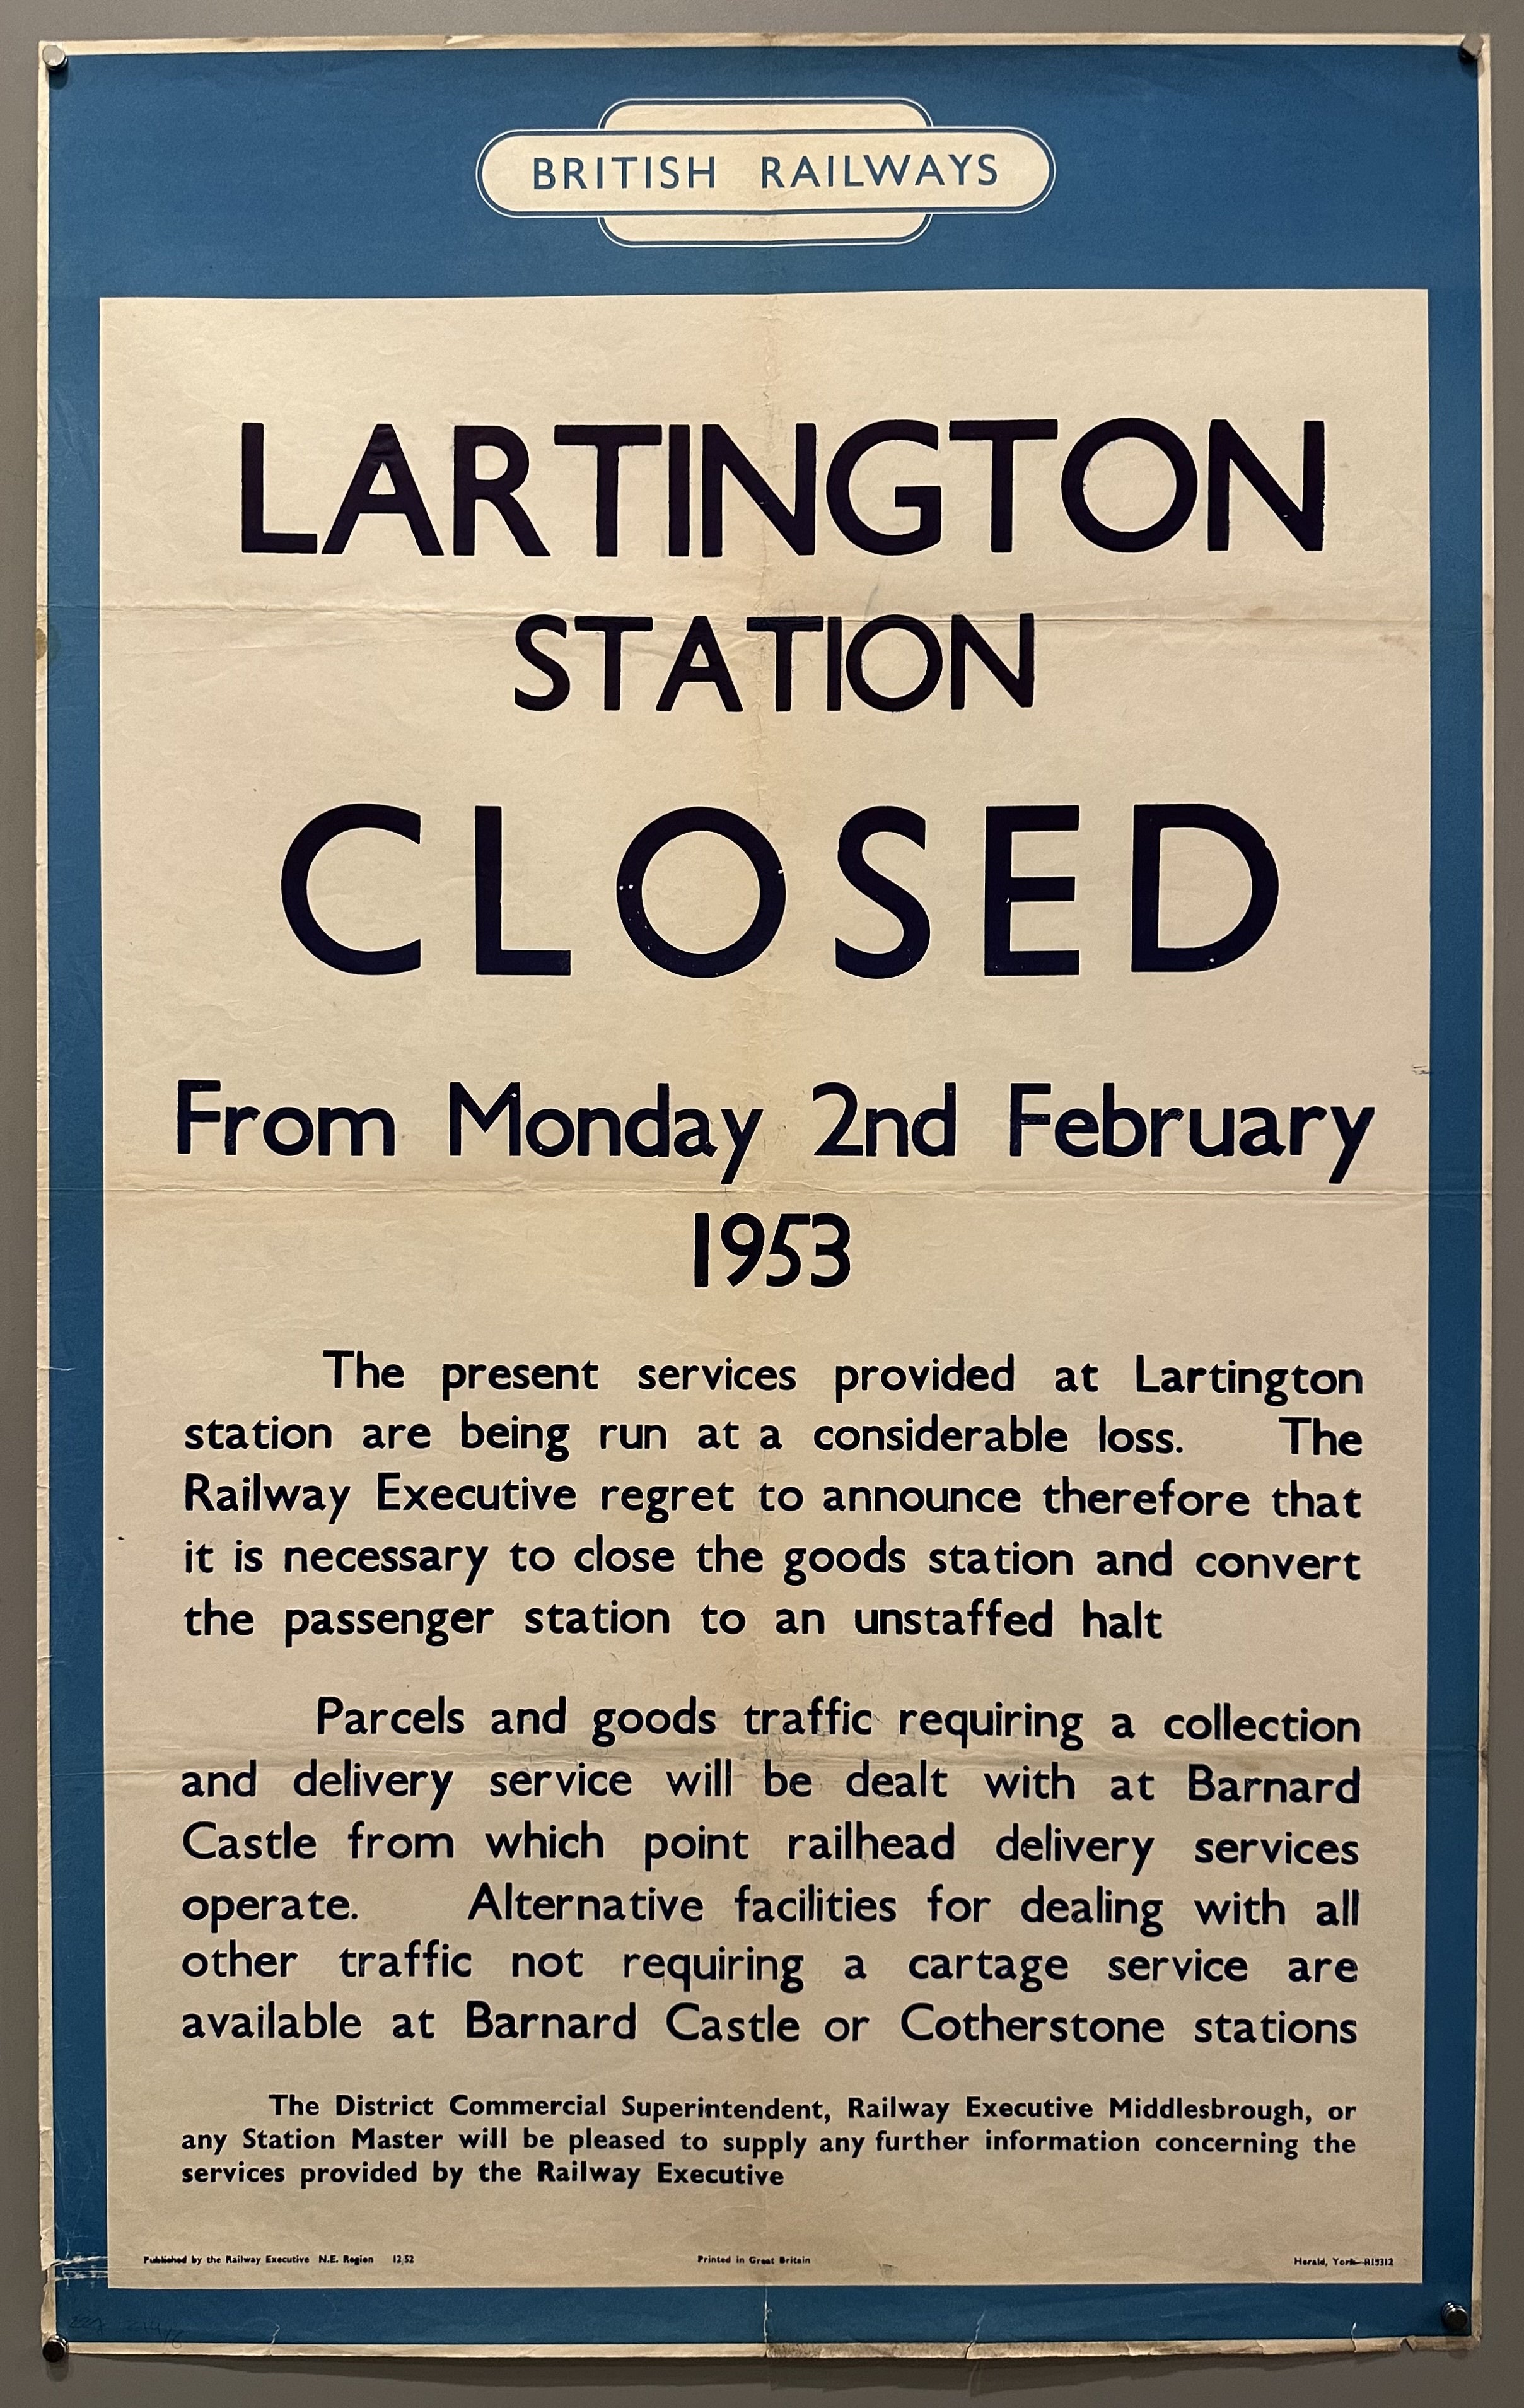 BRITISH RAILWAYS
LARTINGTON
STATION
CLOSED
From Monday 2nd February
1953
The present services provided at Lartington
station are being run at a considerable loss. The
Railway Executive regret to announce therefore that
it is necessary to close the goods station and convert
the passenger station to an unstaffed halt
Parcels and goods traffic requiring a collection
and delivery service will be dealt with at Barnard
Castle from which point railhead delivery services
operate. Alternative facilities for dealing with all
other traffic not requiring a cartage service are
available at Barnard Castle or Cotherstone stations
The District Commercial Superintendent, Railway Executive Middlesbrough, or
any Station Master will be pleased to supply any further information concerning the
services provided by the Railway Executive
Published by the Railway Executive N.E. Region 12/52 Printed in Great Britain Herald, York—R15312